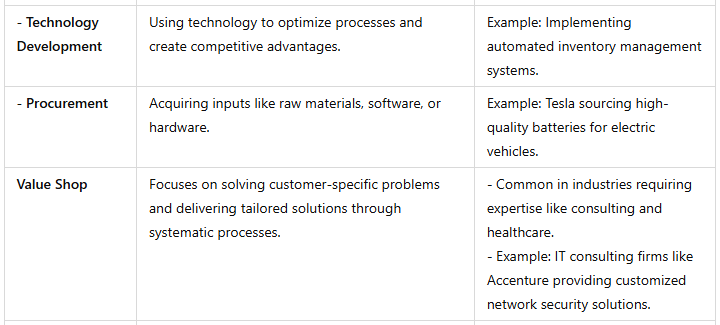 - Technology
Development
Using technology to optimize processes and
create competitive advantages.
Example: Implementing
automated inventory management
systems.
- Procurement
Acquiring inputs like raw materials, software, or
hardware.
Example: Tesla sourcing high-
quality batteries for electric
vehicles.
Value Shop
Focuses on solving customer-specific problems
and delivering tailored solutions through
systematic processes.
- Common in industries requiring
expertise like consulting and
healthcare.
- Example: IT consulting firms like
Accenture providing customized
network security solutions.